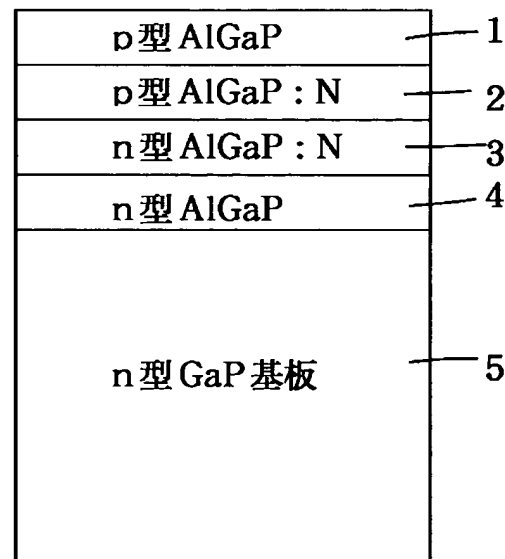 p型AlGaP 1
p型AlGaP：N 2
n型AlGaP：N 3
n型AlGaP 4
n型GaP基板 5